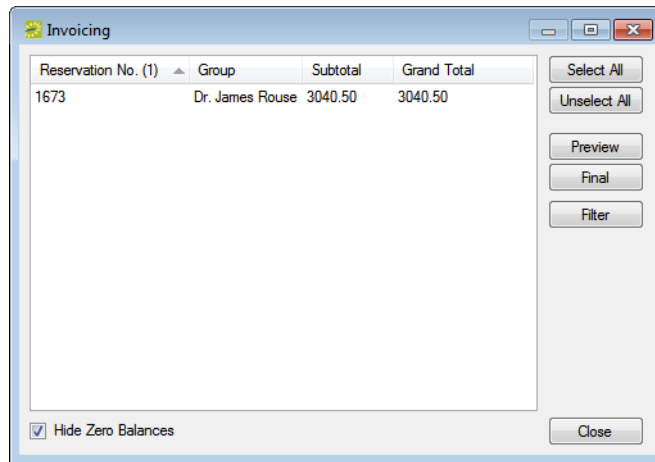 Invoicing
Reservation No. (1) Group Subtotal Grand Total
1673 Dr. James Rouse 3040.50 3040.50
Select All
Unselect All
Preview
Final
Filter
Hide Zero Balances
Close